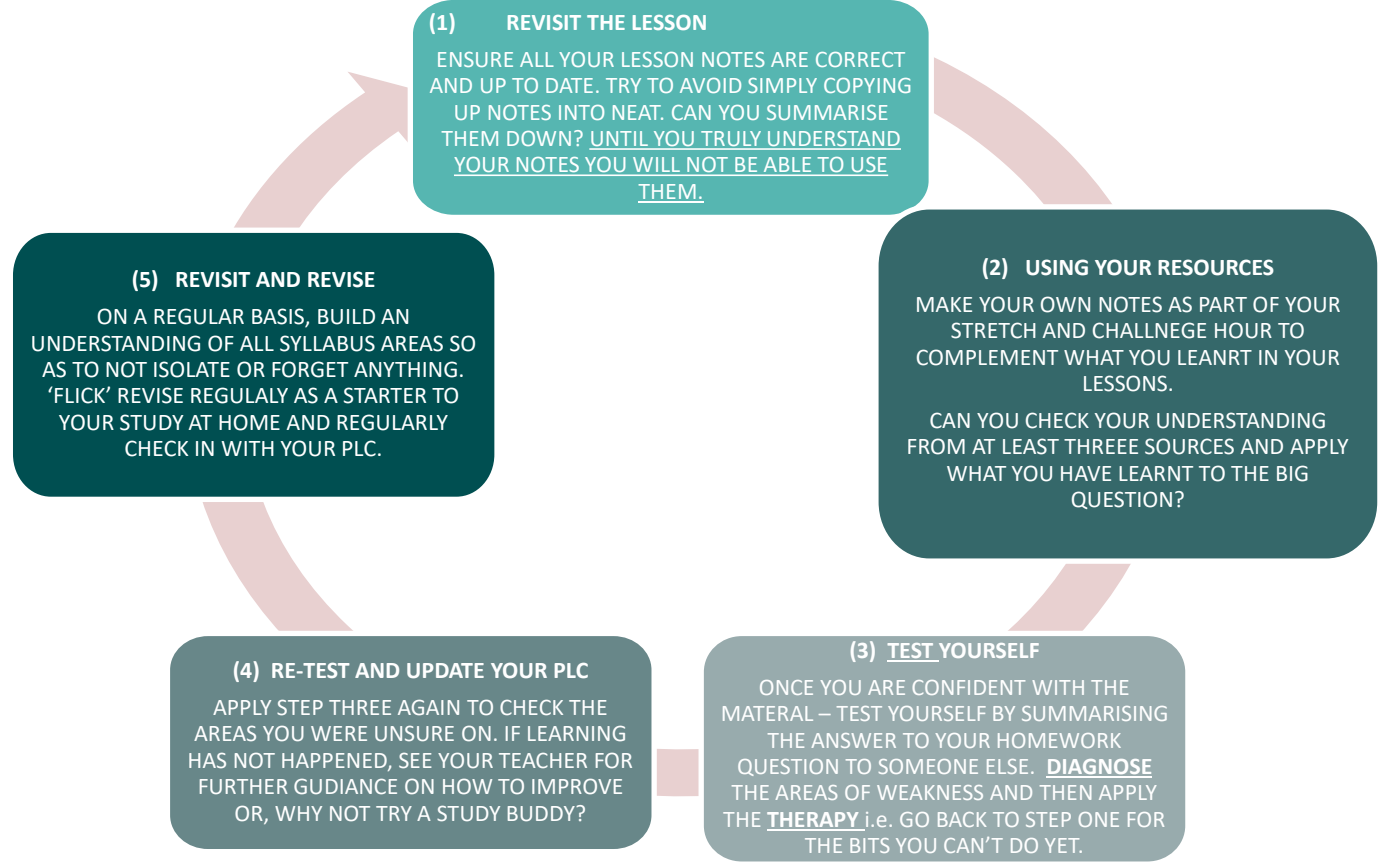 (1) REVISIT THE LESSON
ENSURE ALL YOUR LESSON NOTES ARE CORRECT
AND UP TO DATE. TRY TO AVOID SIMPLY COPYING
UP NOTES INTO NEAT. CAN YOU SUMMARISE
THEM DOWN? UNTIL YOU TRULY UNDERSTAND
YOUR NOTES YOU WILL NOT BE ABLE TO USE
THEM.
(2) USING YOUR RESOURCES
MAKE YOUR OWN NOTES AS PART OF YOUR
STRETCH AND CHALLNEGE HOUR TO
COMPLEMENT WHAT YOU LEANRT IN YOUR
LESSONS.
CAN YOU CHECK YOUR UNDERSTANDING
FROM AT LEAST THREEE SOURCES AND APPLY
WHAT YOU HAVE LEARNT TO THE BIG
QUESTION?
(3) TEST YOURSELF
ONCE YOU ARE CONFIDENT WITH THE
MATERAL – TEST YOURSELF BY SUMMARISING
THE ANSWER TO YOUR HOMEWORK
QUESTION TO SOMEONE ELSE. DIAGNOSE
THE AREAS OF WEAKNESS AND THEN APPLY
THE THERAPY i.e. GO BACK TO STEP ONE FOR
THE BITS YOU CAN'T DO YET.
(4) RE-TEST AND UPDATE YOUR PLC
APPLY STEP THREE AGAIN TO CHECK THE
AREAS YOU WERE UNSURE ON. IF LEARNING
HAS NOT HAPPENED, SEE YOUR TEACHER FOR
FURTHER GUDIANCE ON HOW TO IMPROVE
OR, WHY NOT TRY A STUDY BUDDY?
(5) REVISIT AND REVISE
ON A REGULAR BASIS, BUILD AN
UNDERSTANDING OF ALL SYLLABUS AREAS SO
AS TO NOT ISOLATE OR FORGET ANYTHING.
‘FLICK’ REVISE REGULALY AS A STARTER TO
YOUR STUDY AT HOME AND REGULARLY
CHECK IN WITH YOUR PLC.